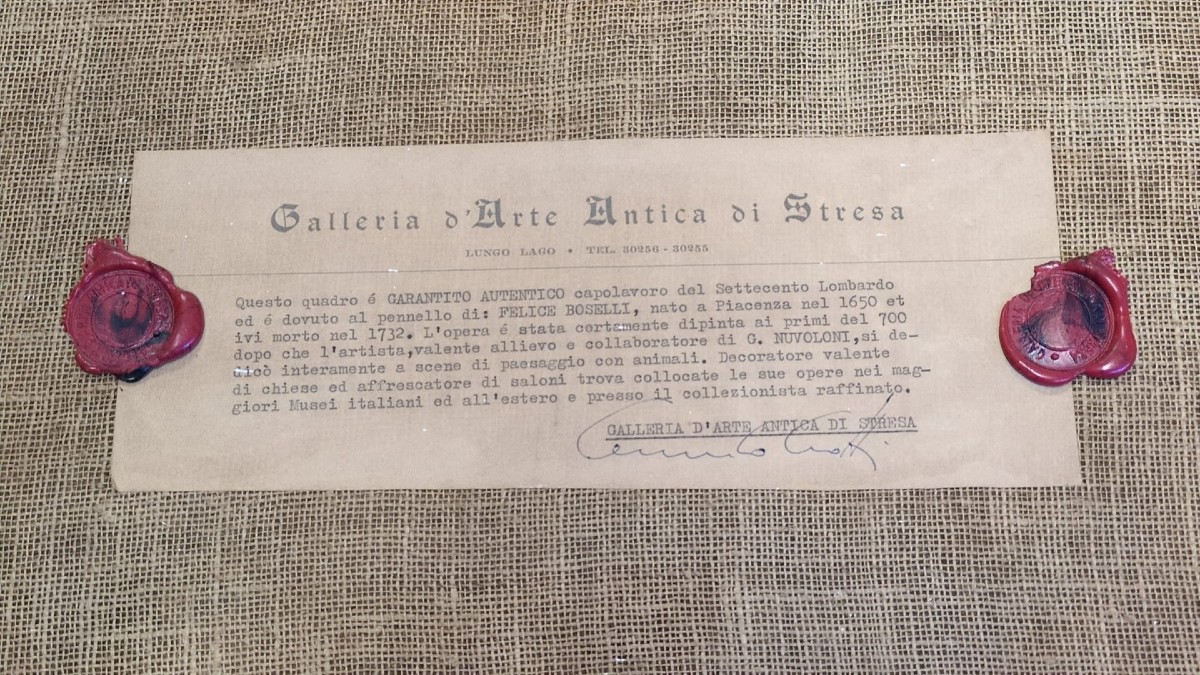 Galleria d'Arte Antica di Stresa
LUNGO LAGO • TEL. 30256 - 30255
Questo quadro é GARANTITO AUTENTICO capolavoro del Settecento Lombardo
ed é dovuto al pennello di: FELICE BOSELLI, nato a Piacenza nel 1650 et
ivi morto nel 1732. L'opera é stata certamente dipinta ai primi del 700
dopo che l'artista,valente allievo e collaboratore di G. NUVOLONI,si de-
dicò interamente a scene di paesaggio con animali. Decoratore valente
di chiese ed affrescatore di saloni trova collocate le sue opere nei mag-
giori Musei italiani ed all'estero e presso il collezionista raffinato.
GALLERIA D'ARTE ANTICA DI STRESA